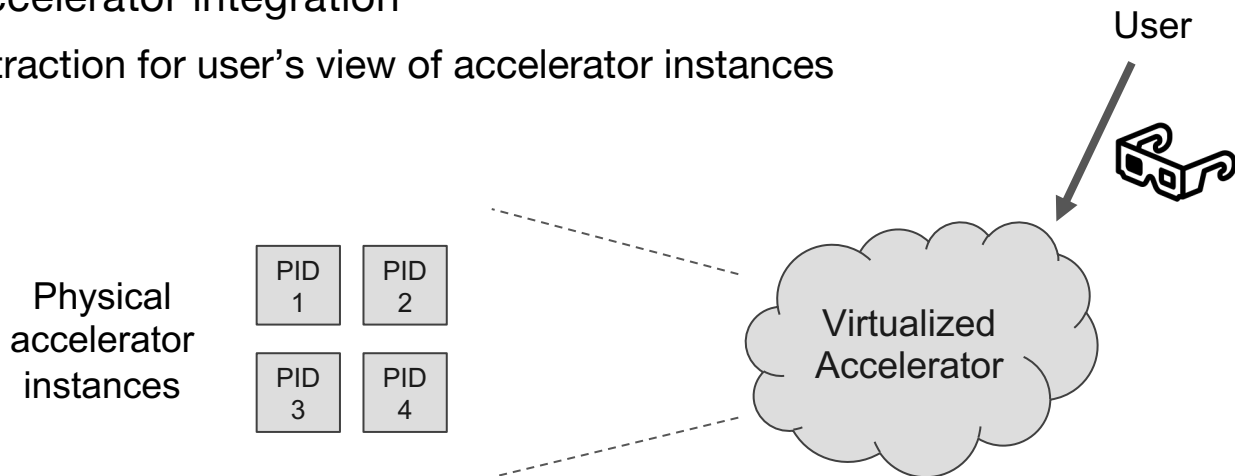 accelerator integration
traction for user's view of accelerator instances
User
Physical
accelerator
instances
PID
1
PID
2
PID
3
PID
4
Virtualized
Accelerator